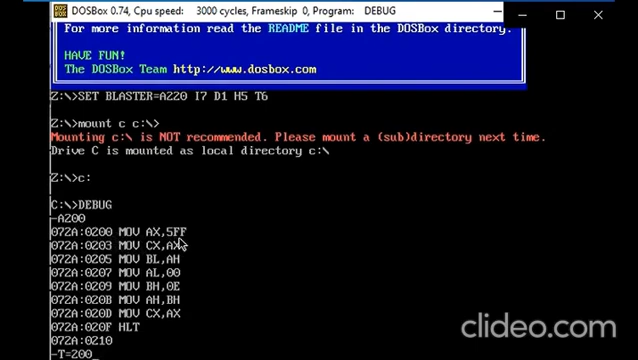 DOSBox 0.74, Cpu speed:    3000 cycles, Frameskip  0, Program:    DEBUG
For more information read the README file in the DOSBox directory.
HAVE FUN!
The DOSBox Team http://www.dosbox.com
Z:\>SET BLASTER=A220 I7 D1 H5 T6
Z:\>mount c c:\>
Mounting c:\ is NOT recommended. Please mount a (sub)directory next time.
Drive C is mounted as local directory c:\
Z:\>c:
C:\>DEBUG
-A200
072A:0200 MOV AX,5FF
072A:0203 MOV CX,AX
072A:0205 MOV BL,AH
072A:0207 MOV AL,00
072A:0209 MOV BH,0E
072A:020B MOV AH,BH
072A:020D MOV CX,AX
072A:020F HLT
072A:0210
-T=200_
clideo.com